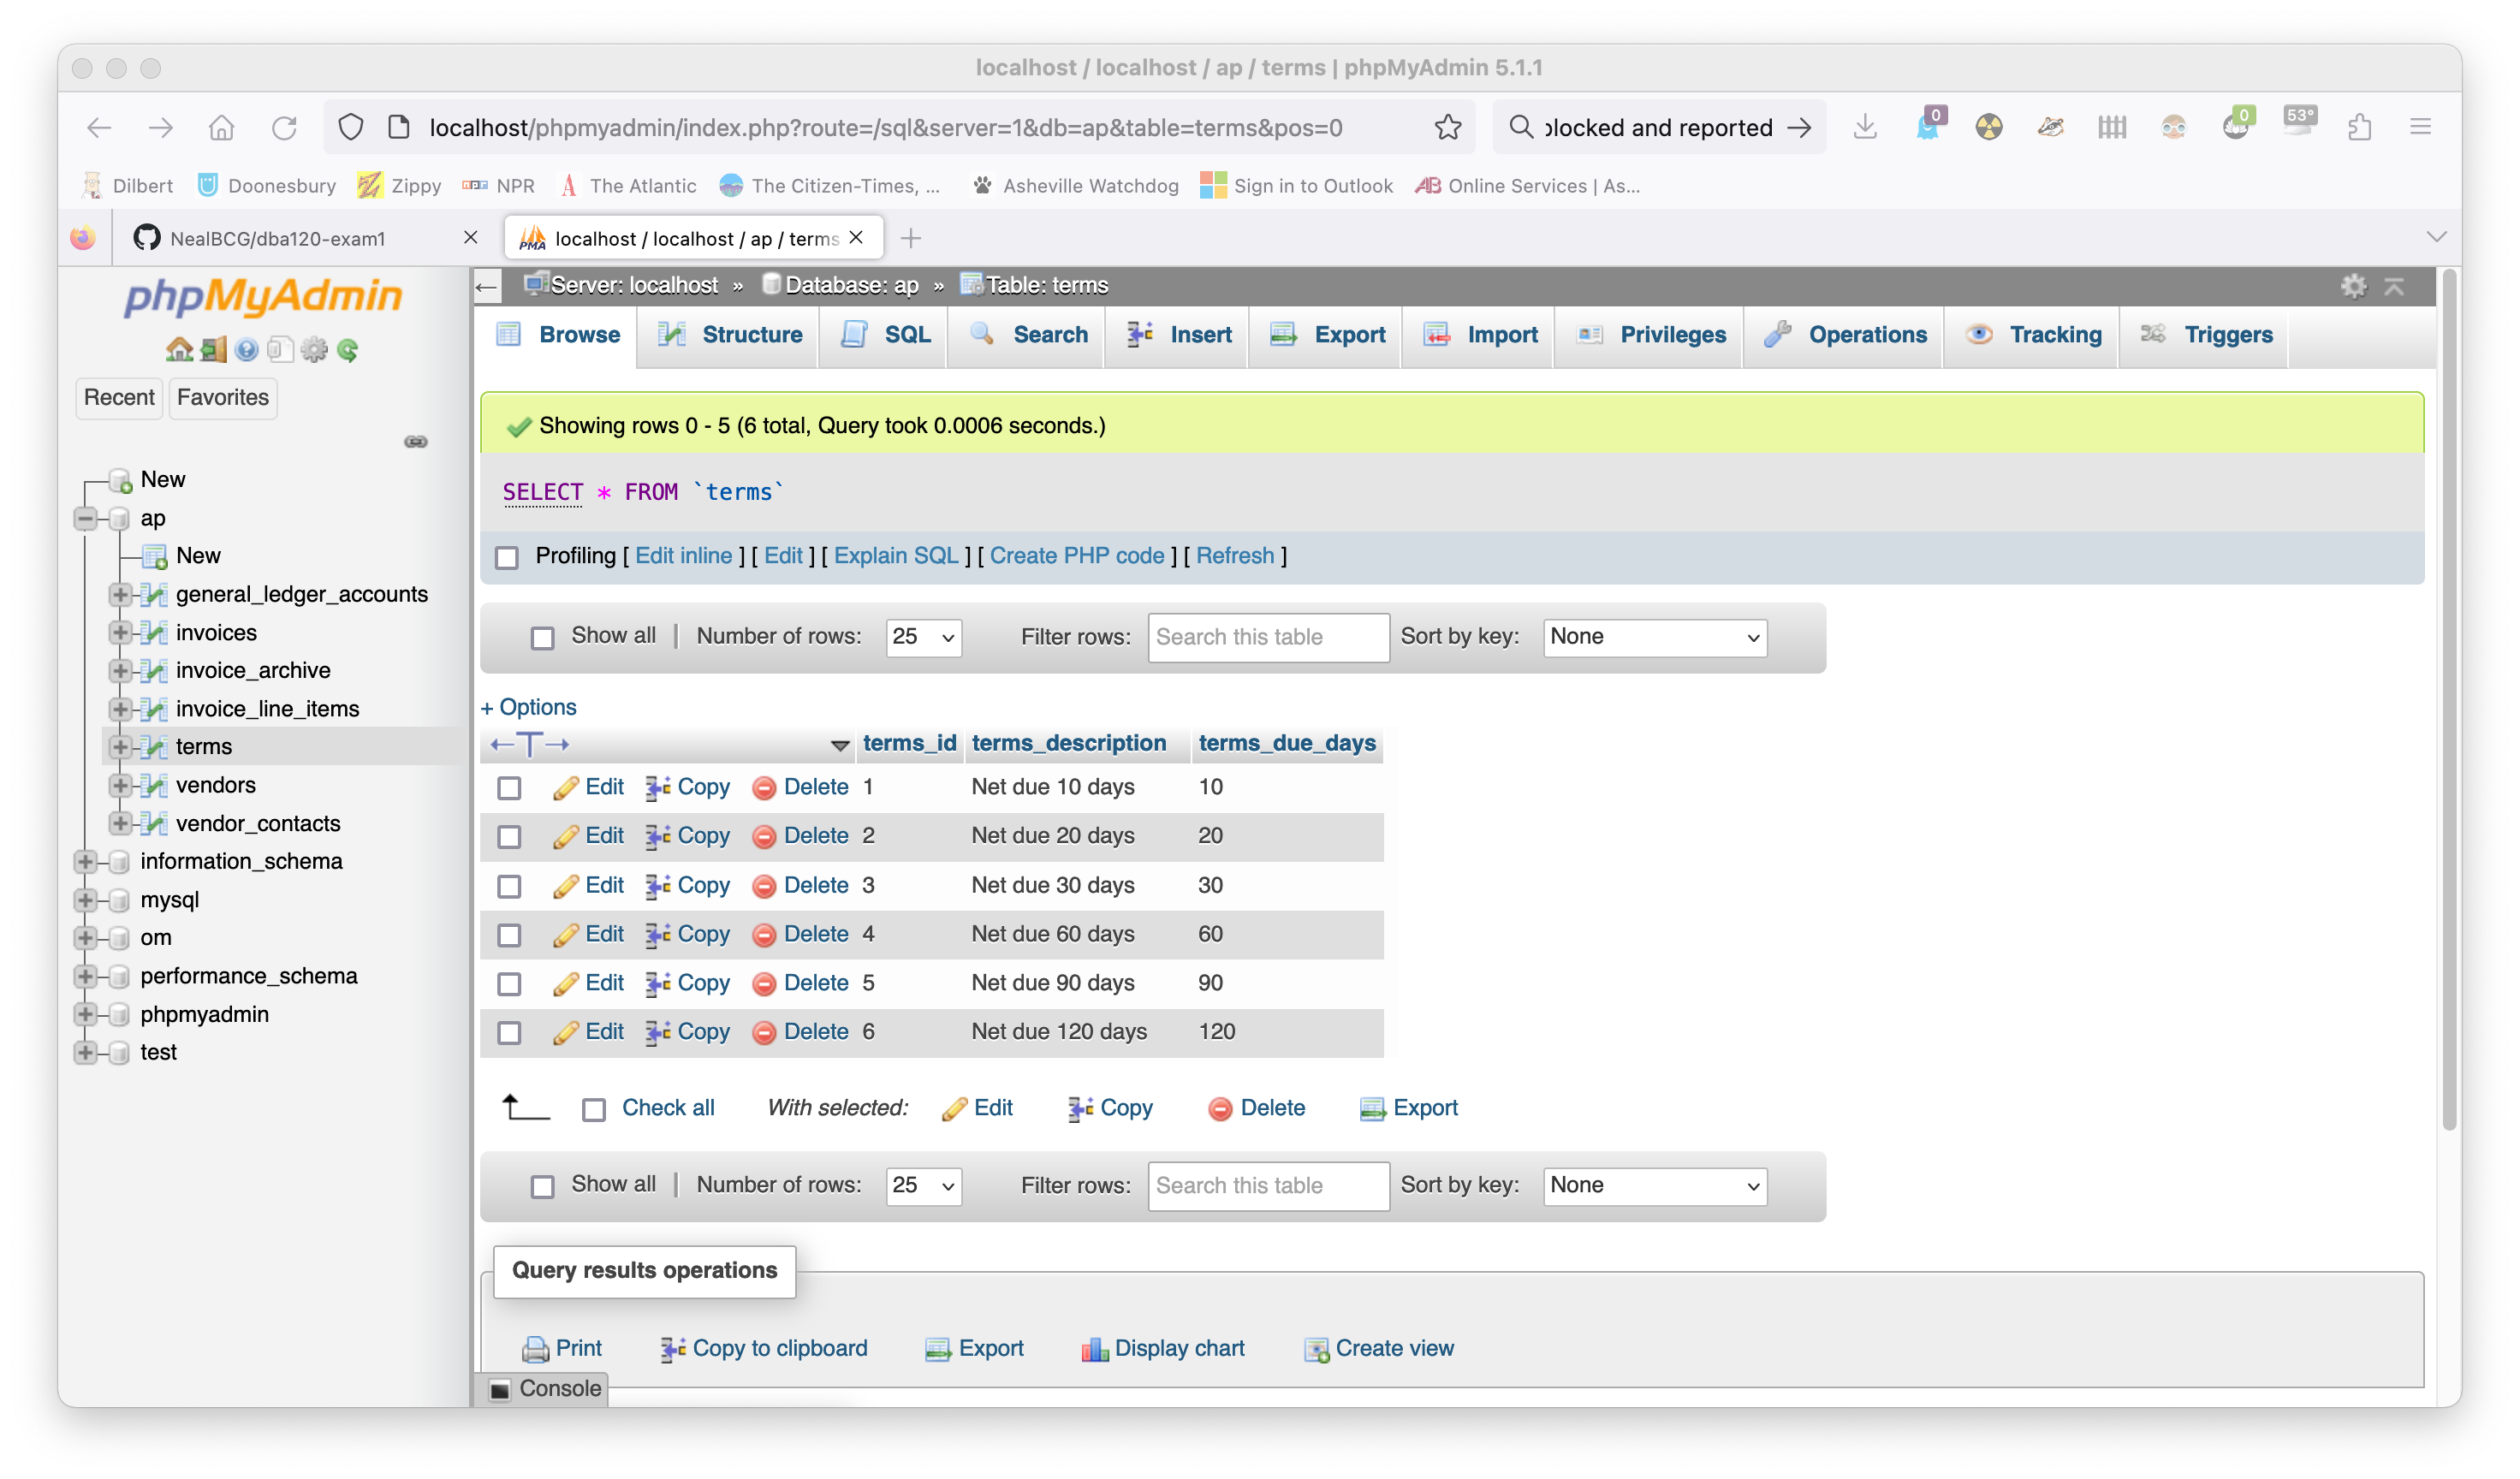 localhost / localhost / ap / terms | phpMyAdmin 5.1.1
localhost/phpmyadmin/index.php?route=/sql&server=1&db=ap&table=terms&pos=0
blocked and reported
0
0
53°
Dilbert
Doonesbury
Zippy
NPR
The Atlantic
The Citizen-Times, ...
Asheville Watchdog
Sign in to Outlook
AB Online Services | As...
NealBCG/dba120-exam1
PMA localhost / localhost / ap / terms
phpMyAdmin
Recent
Favorites
New
ap
New
general_ledger_accounts
invoices
invoice_archive
invoice_line_items
terms
vendors
vendor_contacts
information_schema
mysql
om
performance_schema
phpmyadmin
test
Server: localhost » Database: ap » Table: terms
Browse
Structure
SQL
Search
Insert
Export
Import
Privileges
Operations
Tracking
Triggers
Showing rows 0 - 5 (6 total, Query took 0.0006 seconds.)
SELECT * FROM `terms`
Profiling [ Edit inline ] [ Edit ] [ Explain SQL ] [ Create PHP code ] [ Refresh ]
Show all | Number of rows: 25 Filter rows: Search this table Sort by key: None
+ Options
←T→ terms_id terms_description terms_due_days
Edit Copy Delete 1 Net due 10 days 10
Edit Copy Delete 2 Net due 20 days 20
Edit Copy Delete 3 Net due 30 days 30
Edit Copy Delete 4 Net due 60 days 60
Edit Copy Delete 5 Net due 90 days 90
Edit Copy Delete 6 Net due 120 days 120
Check all With selected: Edit Copy Delete Export
Show all | Number of rows: 25 Filter rows: Search this table Sort by key: None
Query results operations
Print Copy to clipboard Export Display chart Create view
Console